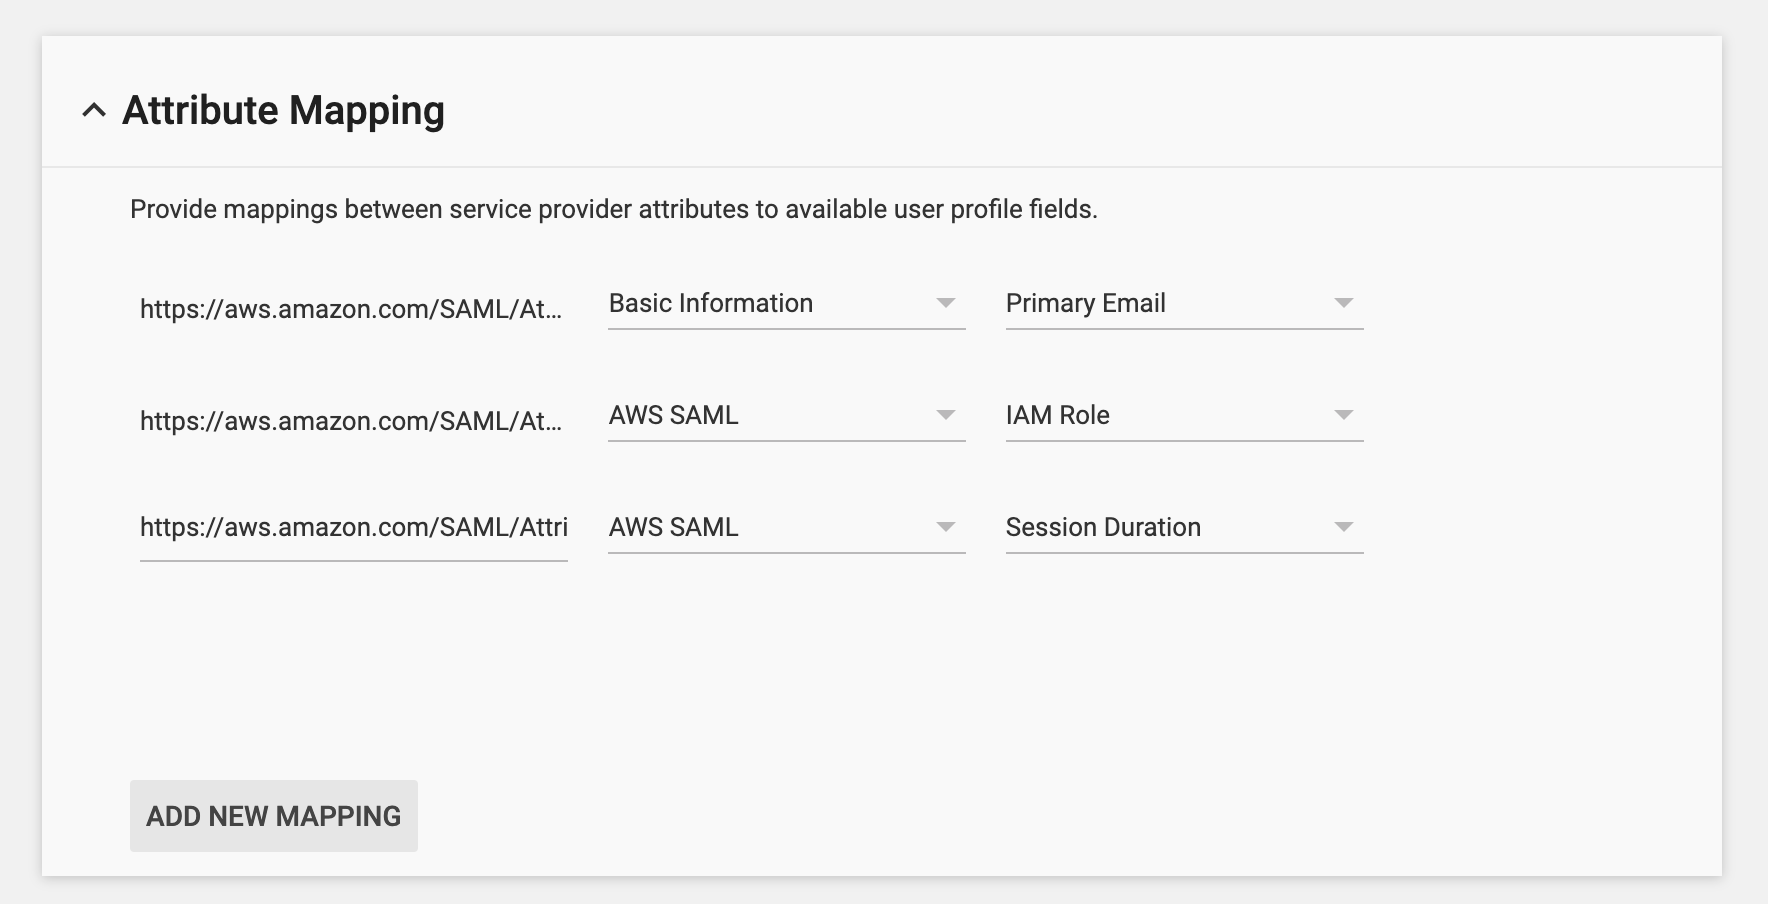 Attribute Mapping
Provide mappings between service provider attributes to available user profile fields.
https://aws.amazon.com/SAML/At... Basic Information Primary Email
https://aws.amazon.com/SAML/At... AWS SAML IAM Role
https://aws.amazon.com/SAML/Attri AWS SAML Session Duration
ADD NEW MAPPING